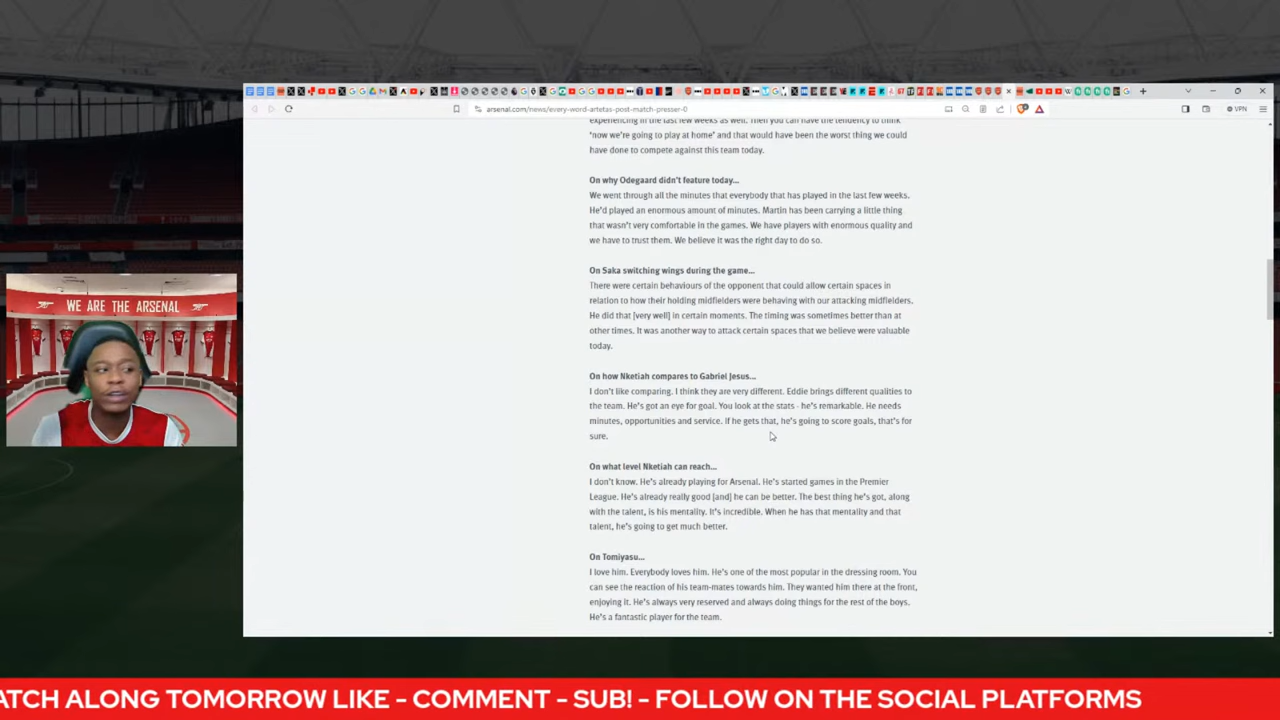 arsenal.com/news/every-word-artetas-post-match-presser-0
VPN
experiencing in the last few weeks as well. Then you can have the tendency to think
'now we're going to play at home' and that would have been the worst thing we could
have done to compete against this team today.
On why Odegaard didn't feature today...
We went through all the minutes that everybody that has played in the last few weeks.
He'd played an enormous amount of minutes. Martin has been carrying a little thing
that wasn't very comfortable in the games. We have players with enormous quality and
we have to trust them. We believe it was the right day to do so.
On Saka switching wings during the game...
There were certain behaviours of the opponent that could allow certain spaces in
relation to how their holding midfielders were behaving with our attacking midfielders.
He did that [very well] in certain moments. The timing was sometimes better than at
other times. It was another way to attack certain spaces that we believe were valuable
today.
On how Nketiah compares to Gabriel Jesus...
I don't like comparing. I think they are very different. Eddie brings different qualities to
the team. He's got an eye for goal. You look at the stats - he's remarkable. He needs
minutes, opportunities and service. If he gets that, he's going to score goals, that's for
sure.
On what level Nketiah can reach...
I don't know. He's already playing for Arsenal. He's started games in the Premier
League. He's already really good [and] he can be better. The best thing he's got, along
with the talent, is his mentality. It's incredible. When he has that mentality and that
talent, he's going to get much better.
On Tomiyasu...
I love him. Everybody loves him. He's one of the most popular in the dressing room. You
can see the reaction of his team-mates towards him. They wanted him there at the front,
enjoying it. He's always very reserved and always doing things for the rest of the boys.
He's a fantastic player for the team.
WE ARE THE ARSENAL
ATCH ALONG TOMORROW LIKE - COMMENT - SUB! - FOLLOW ON THE SOCIAL PLATFORMS